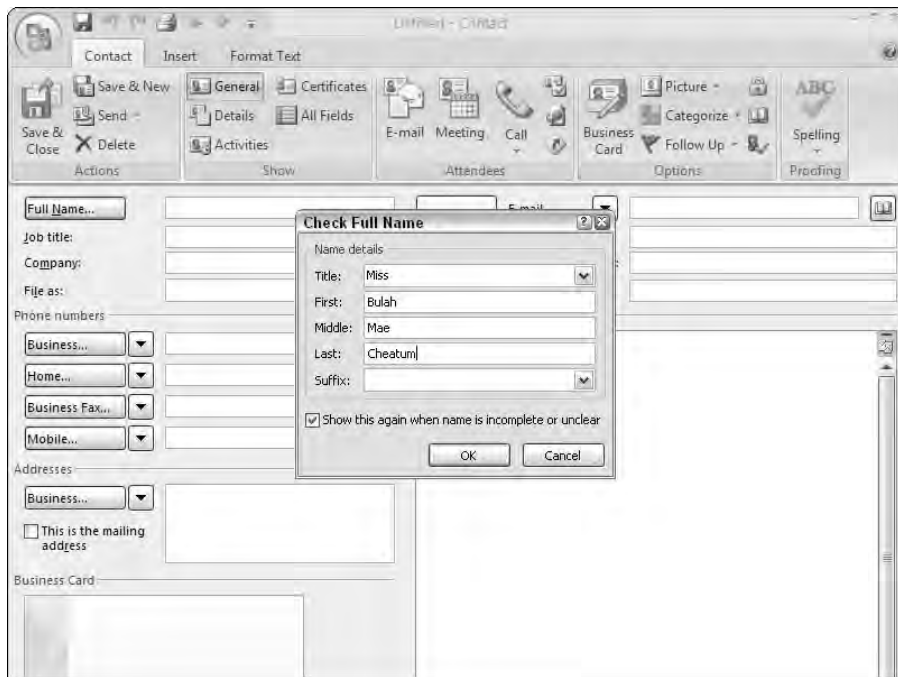 Untitled - Contact
Contact Insert Format Text
Save & Close
Save & New
Send
Delete
Actions
General
Details
Activities
Certificates
All Fields
Show
E-mail
Meeting
Call
Attendees
Business Card
Picture
Categorize
Follow Up
Options
ABC
Spelling
Proofing
Full Name...
E-mail
Job title:
Company:
File as:
Phone numbers
Business...
Home...
Business Fax...
Mobile...
Addresses
Business...
This is the mailing
address
Business Card
Check Full Name
Name details
Title: Miss
First: Bulah
Middle: Mae
Last: Cheatum
Suffix:
Show this again when name is incomplete or unclear
OK Cancel